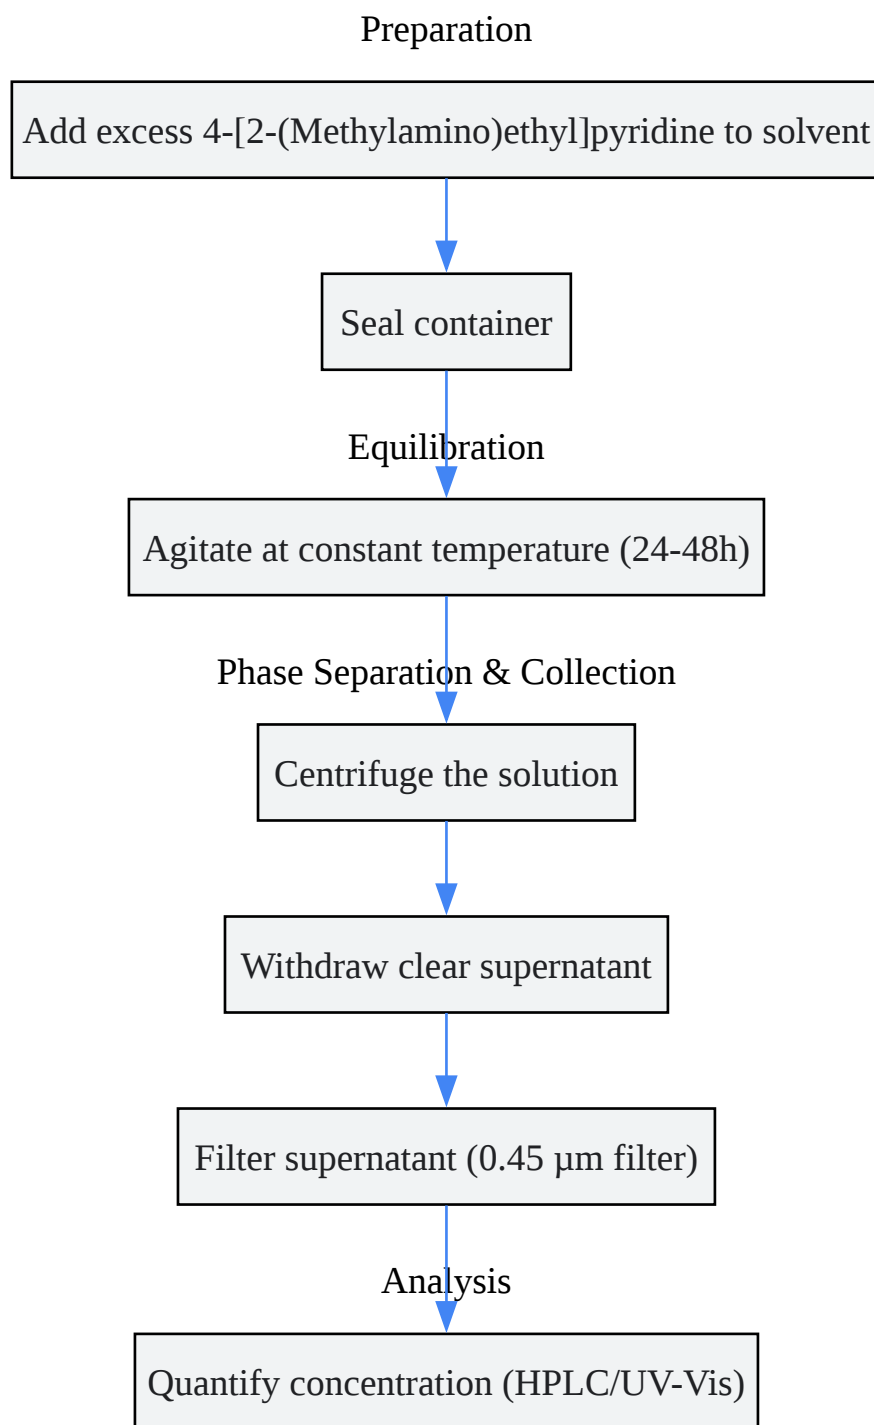 Preparation
Add excess 4-[2-(Methylamino)ethyl]pyridine to solvent
Seal container
Equilibration
Agitate at constant temperature (24-48h)
Phase Separation & Collection
Centrifuge the solution
Withdraw clear supernatant
Filter supernatant (0.45 µm filter)
Analysis
Quantify concentration (HPLC/UV-Vis)